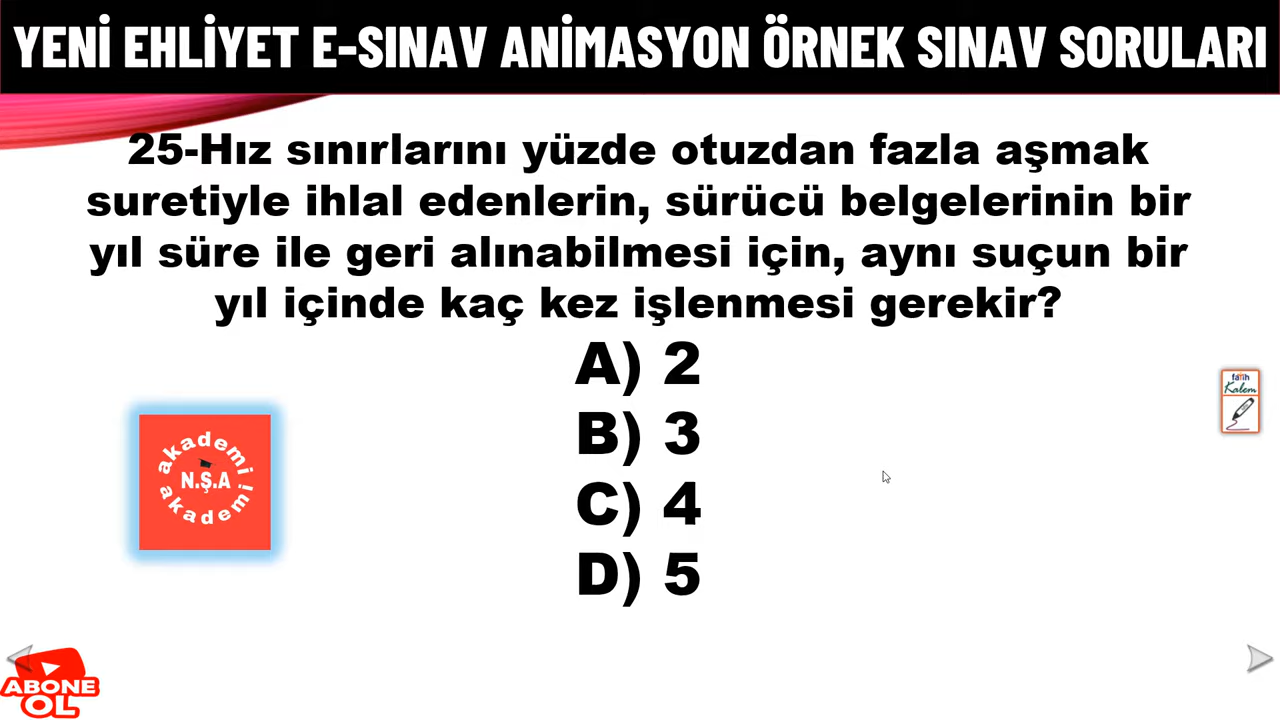 YENİ EHLİYET E-SINAV ANİMASYON ÖRNEK SINAV SORULARI
25-Hız sınırlarını yüzde otuzdan fazla aşmak
suretiyle ihlal edenlerin, sürücü belgelerinin bir
yıl süre ile geri alınabilmesi için, aynı suçun bir
yıl içinde kaç kez işlenmesi gerekir?
A) 2
B) 3
C) 4
D) 5
akademi
N.Ş.A
akademi
fatih
Kalem
ABONE
OL